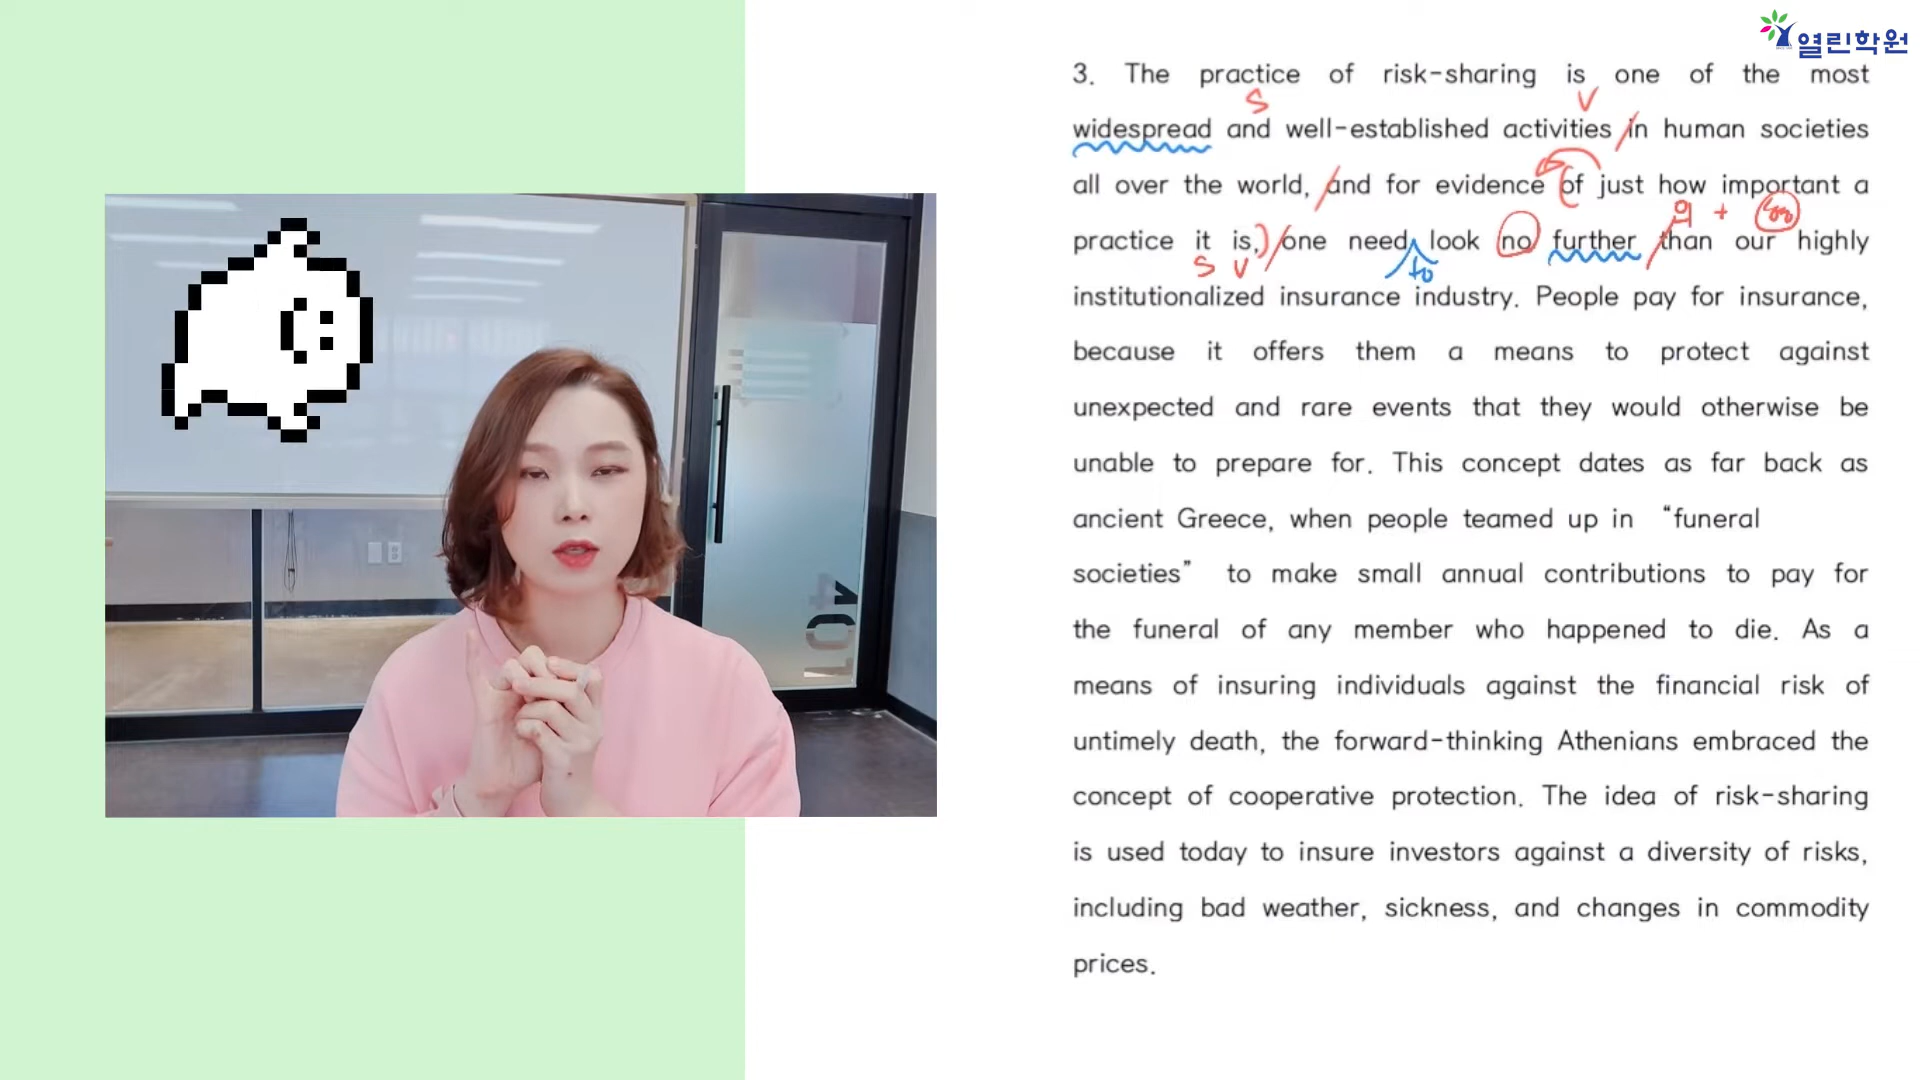 열린학원
3. The practice of risk-sharing is one of the most
S V
widespread and well-established activities in human societies
all over the world, and for evidence of just how important a
practice it is, one need look no further than our highly
S V to
institutionalized insurance industry. People pay for insurance,
because it offers them a means to protect against
unexpected and rare events that they would otherwise be
unable to prepare for. This concept dates as far back as
ancient Greece, when people teamed up in “funeral
societies” to make small annual contributions to pay for
the funeral of any member who happened to die. As a
means of insuring individuals against the financial risk of
untimely death, the forward-thinking Athenians embraced the
concept of cooperative protection. The idea of risk-sharing
is used today to insure investors against a diversity of risks,
including bad weather, sickness, and changes in commodity
prices.
401